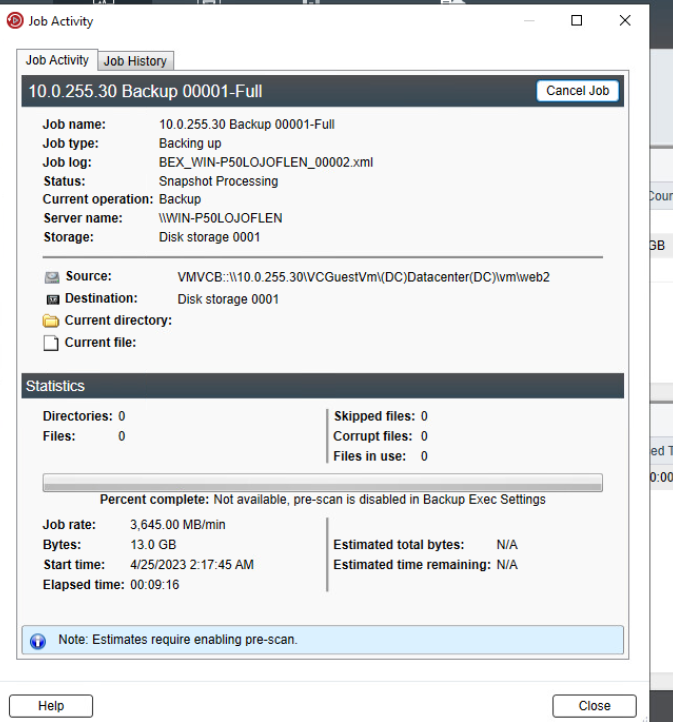 Job Activity
Job Activity Job History
10.0.255.30 Backup 00001-Full Cancel Job
Job name: 10.0.255.30 Backup 00001-Full
Job type: Backing up
Job log: BEX_WIN-P50LOJOFLEN_00002.xml
Status: Snapshot Processing
Current operation: Backup
Server name: \\WIN-P50LOJOFLEN
Storage: Disk storage 0001
Source: VMVCB::\\10.0.255.30\VCGuestVm\(DC)Datacenter(DC)\vm\web2
Destination: Disk storage 0001
Current directory:
Current file:
Statistics
Directories: 0 Skipped files: 0
Files: 0 Corrupt files: 0
Files in use: 0
Percent complete: Not available, pre-scan is disabled in Backup Exec Settings
Job rate: 3,645.00 MB/min
Bytes: 13.0 GB Estimated total bytes: N/A
Start time: 4/25/2023 2:17:45 AM Estimated time remaining: N/A
Elapsed time: 00:09:16
Note: Estimates require enabling pre-scan.
Help Close
GB
ed T
0:00